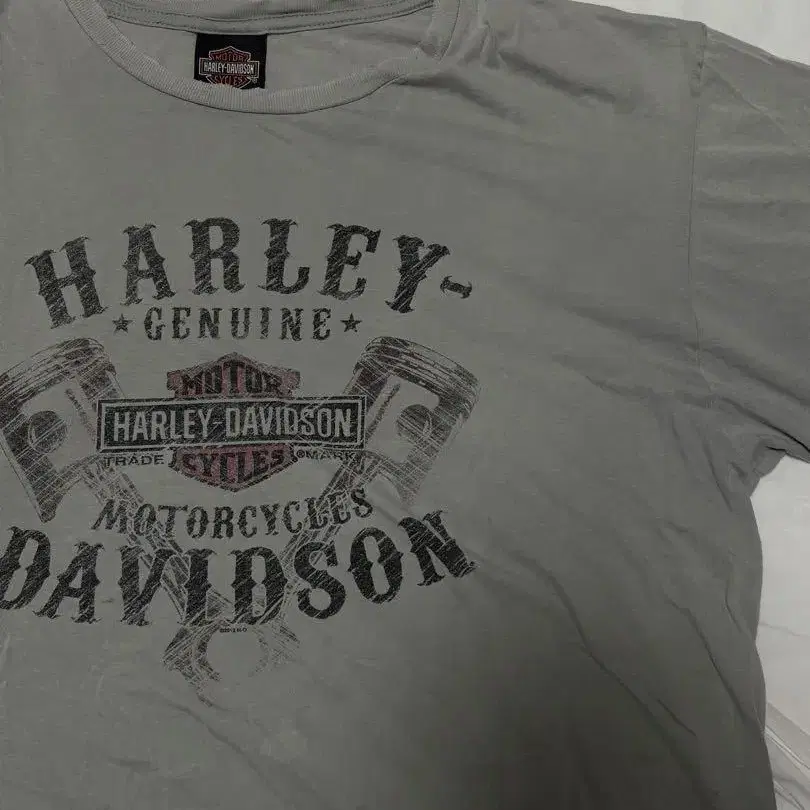 MOTOR
HARLEY-DAVIDSON
CYCLES
HARLEY-
★ GENUINE ★
MOTOR
HARLEY-DAVIDSON
TRADE CYCLES ®MARK
MOTORCYCLES
DAVIDSON